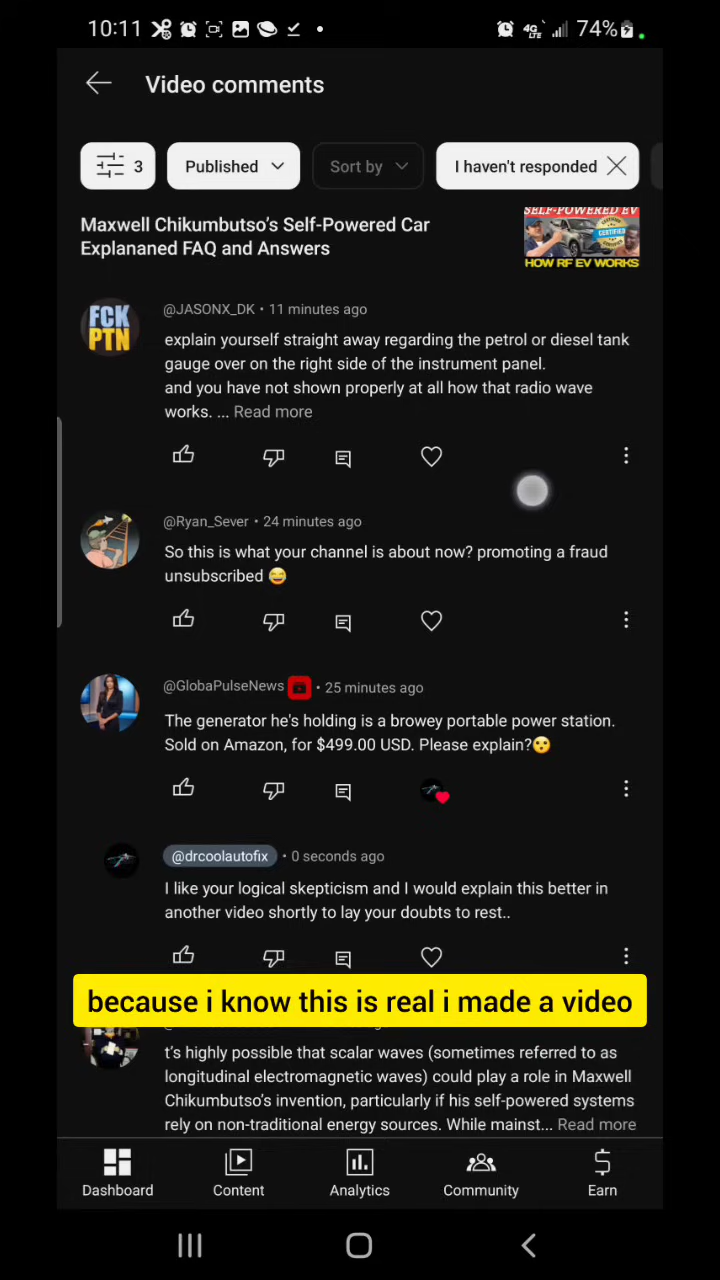 10:11
4G LTE 74%
Video comments
3
Published
Sort by
I haven't responded
Maxwell Chikumbutso's Self-Powered Car
Explananed FAQ and Answers
SELF-POWERED EV
CERTIFIED
HOW RF EV WORKS
FCK
PTN
@JASONX_DK • 11 minutes ago
explain yourself straight away regarding the petrol or diesel tank
gauge over on the right side of the instrument panel.
and you have not shown properly at all how that radio wave
works. ... Read more
@Ryan_Sever • 24 minutes ago
So this is what your channel is about now? promoting a fraud
unsubscribed 😂
@GlobaPulseNews • 25 minutes ago
The generator he's holding is a browey portable power station.
Sold on Amazon, for $499.00 USD. Please explain?😯
@drcoolautofix • 0 seconds ago
I like your logical skepticism and I would explain this better in
another video shortly to lay your doubts to rest..
because i know this is real i made a video
t's highly possible that scalar waves (sometimes referred to as
longitudinal electromagnetic waves) could play a role in Maxwell
Chikumbutso's invention, particularly if his self-powered systems
rely on non-traditional energy sources. While mainst... Read more
Dashboard
Content
Analytics
Community
Earn